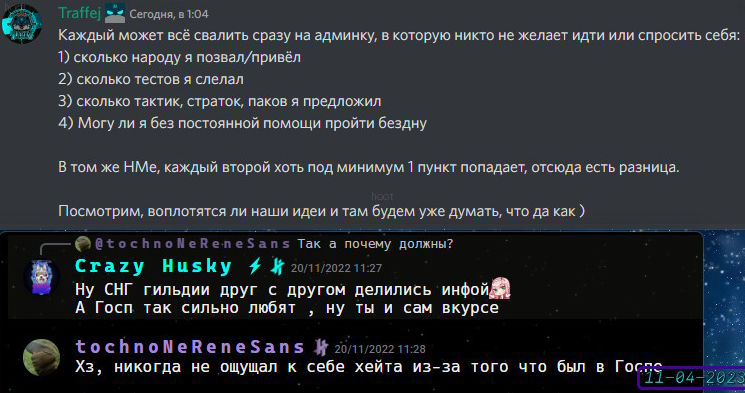 Traffej Сегодня, в 1:04
Каждый может всё свалить сразу на админку, в которую никто не желает идти или спросить себя:
1) сколько народу я позвал/привёл
2) сколько тестов я слелал
3) сколько тактик, страток, паков я предложил
4) Могу ли я без постоянной помощи пройти бездну
В том же НМе, каждый второй хоть под минимум 1 пункт попадает, отсюда есть разница.
hoot
Посмотрим, воплотятся ли наши идеи и там будем уже думать, что да как )
@tochnoNeReneSans Так а почему должны?
Crazy Husky 20/11/2022 11:27
Ну СНГ гильдии друг с другом делились инфой
А Госп так сильно любят , ну ты и сам вкурсе
tochnoNeReneSans 20/11/2022 11:28
Хз, никогда не ощущал к себе хейта из-за того что был в Госпе
11-04-2023